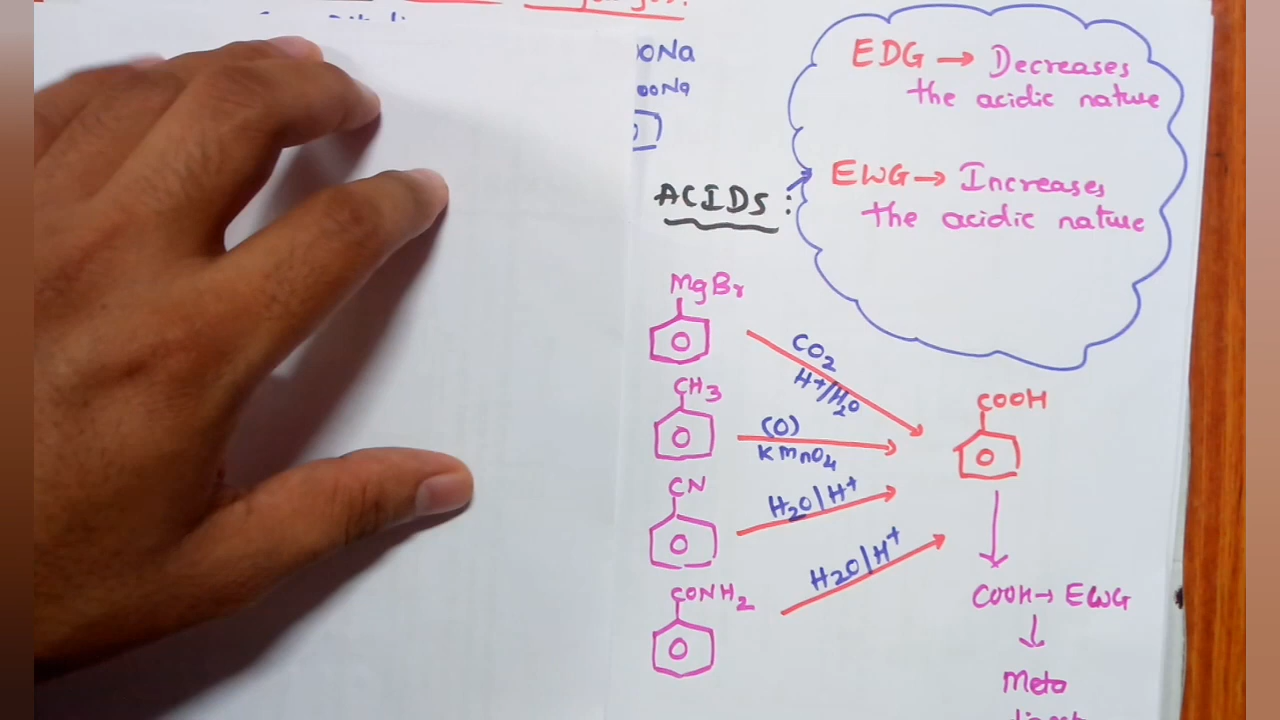 OONa
ACIDS :
EDG → Decreases
the acidic nature
EWG → Increases
the acidic nature
MgBr
CO2
H+/H2O
CH3
(O)
KMnO4
CN
H2O/H+
CONH2
H2O/H+
COOH
COOH → EWG
Meta